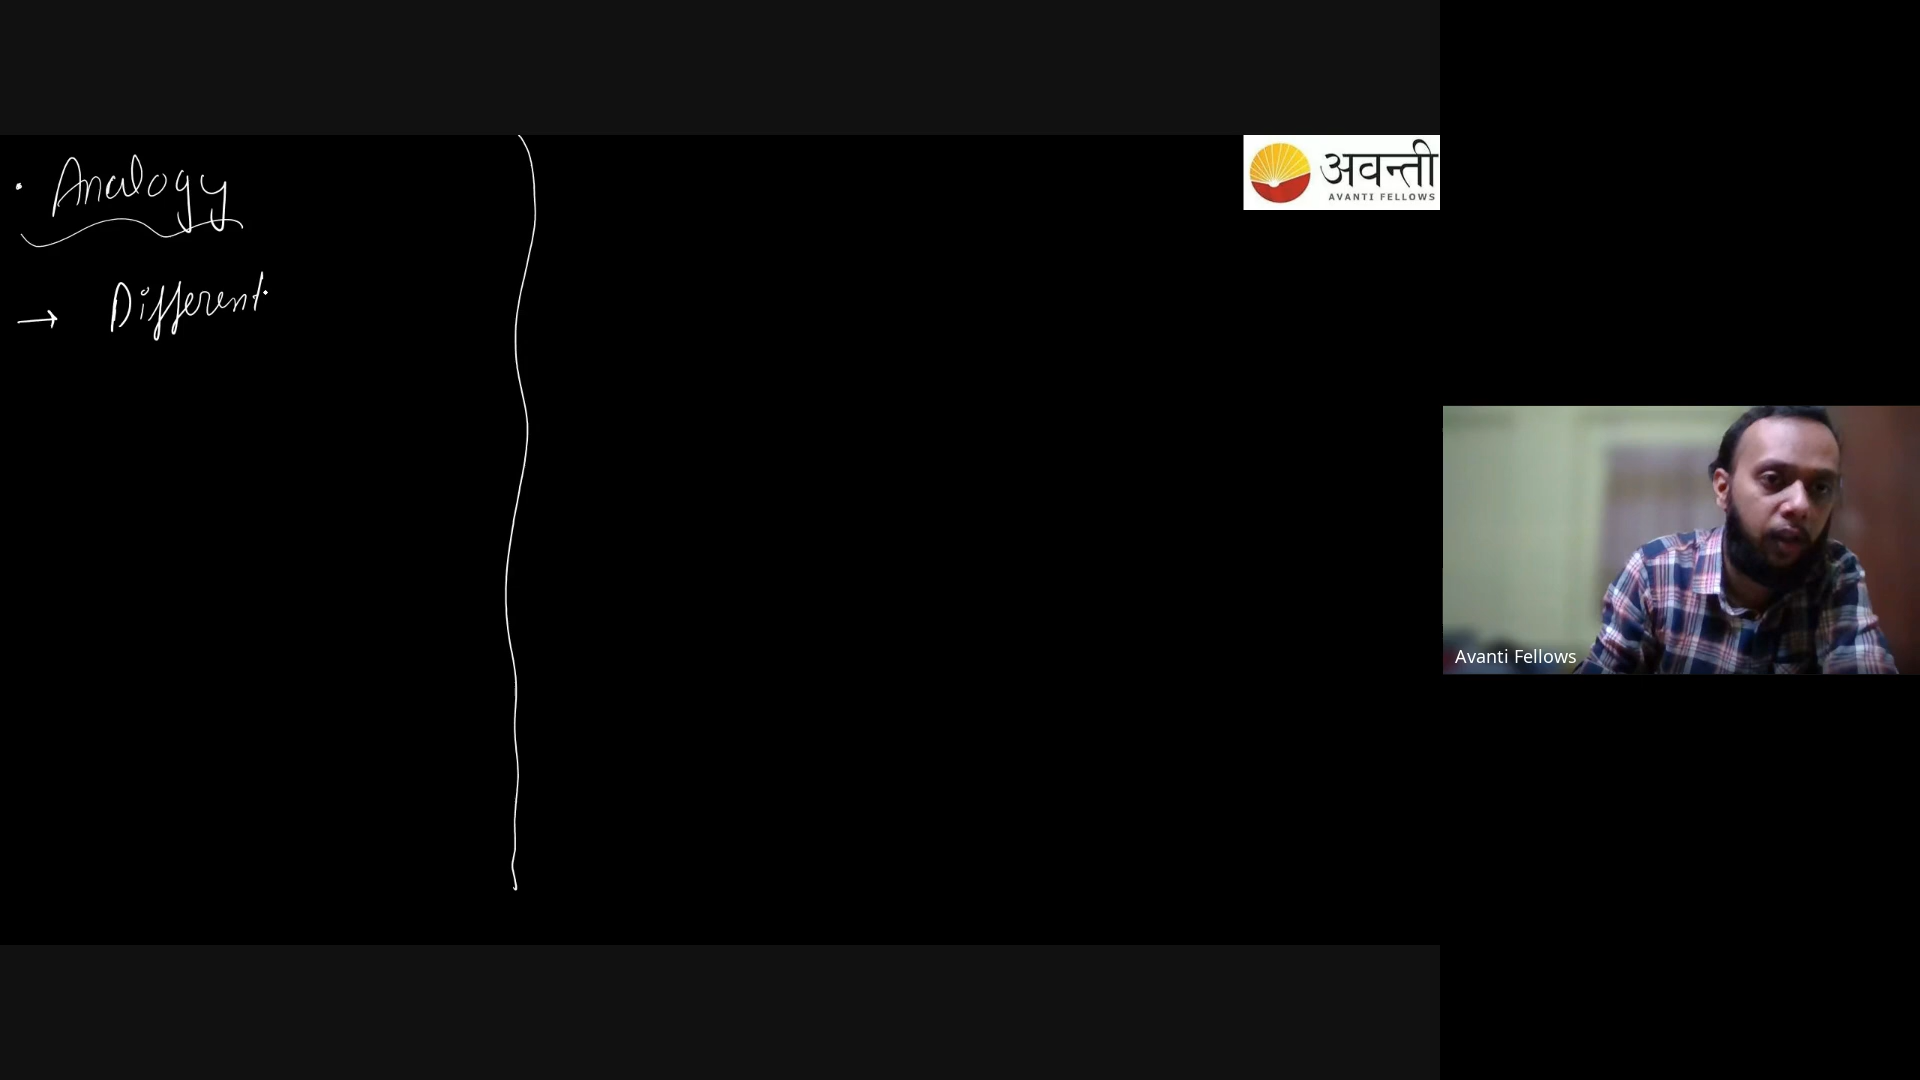 • Analogy
→ Different
अवन्ती
AVANTI FELLOWS
Avanti Fellows